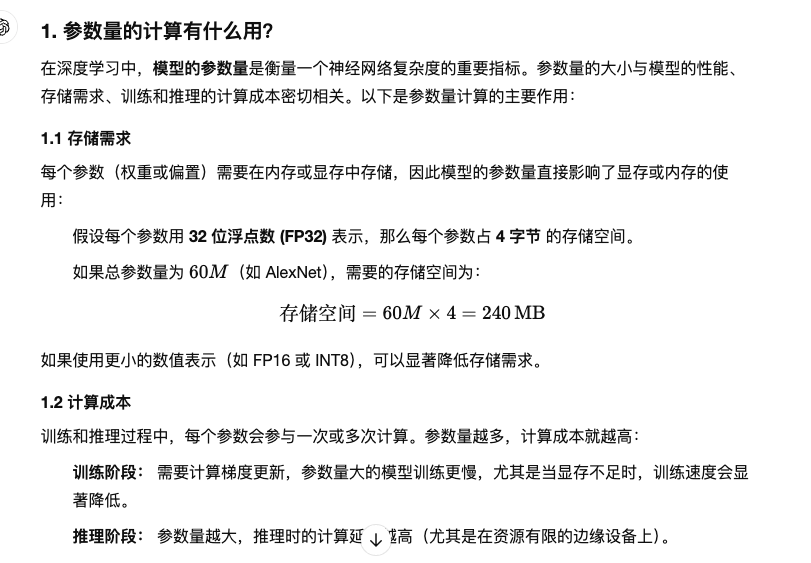 1. 参数量的计算有什么用?
在深度学习中，模型的参数量是衡量一个神经网络复杂度的重要指标。参数量的大小与模型的性能、
存储需求、训练和推理的计算成本密切相关。以下是参数量计算的主要作用：
1.1 存储需求
每个参数（权重或偏置）需要在内存或显存中存储，因此模型的参数量直接影响了显存或内存的使
用：
假设每个参数用 32 位浮点数 (FP32) 表示，那么每个参数占 4 字节 的存储空间。
如果总参数量为 60M（如 AlexNet），需要的存储空间为：
存储空间 = 60M × 4 = 240 MB
如果使用更小的数值表示（如 FP16 或 INT8），可以显著降低存储需求。
1.2 计算成本
训练和推理过程中，每个参数会参与一次或多次计算。参数量越多，计算成本就越高：
训练阶段： 需要计算梯度更新，参数量大的模型训练更慢，尤其是当显存不足时，训练速度会显
著降低。
推理阶段： 参数量越大，推理时的计算延越高（尤其是在资源有限的边缘设备上）。